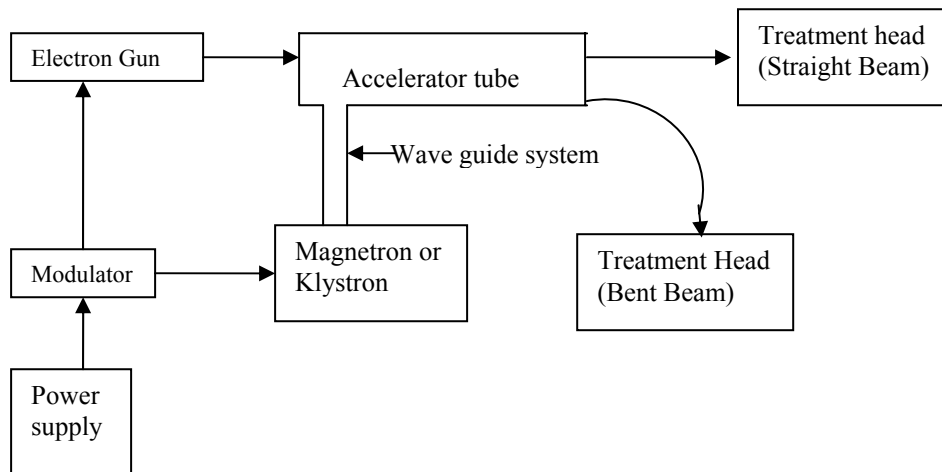 Electron Gun
Accelerator tube
Treatment head
(Straight Beam)
Wave guide system
Modulator
Magnetron or
Klystron
Treatment Head
(Bent Beam)
Power
supply